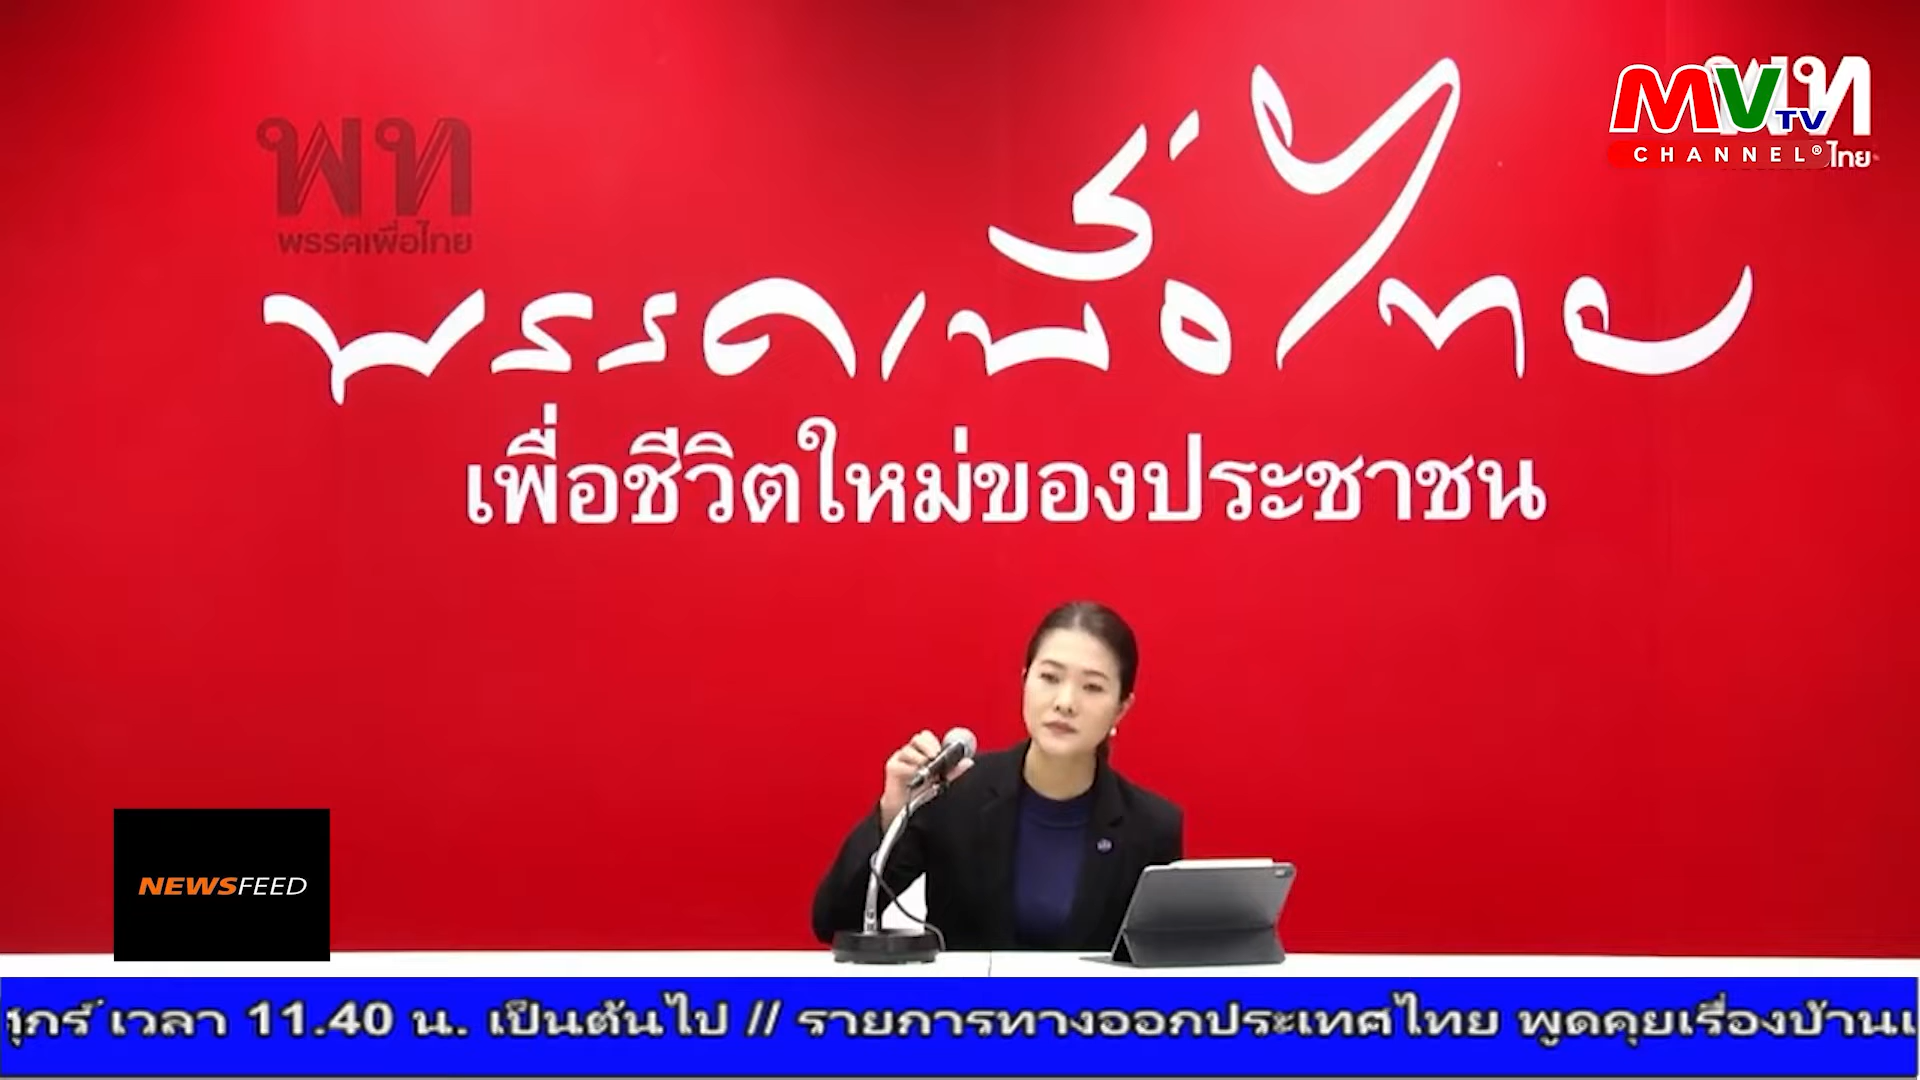 พท
พรรคเพื่อไทย
MVTV
CHANNEL®
ไทย
พรรคเพื่อไทย
เพื่อชีวิตใหม่ของประชาชน
NEWSFEED
ศุกร์ เวลา 11.40 น. เป็นต้นไป // รายการทางออกประเทศไทย พูดคุยเรื่องบ้านเ